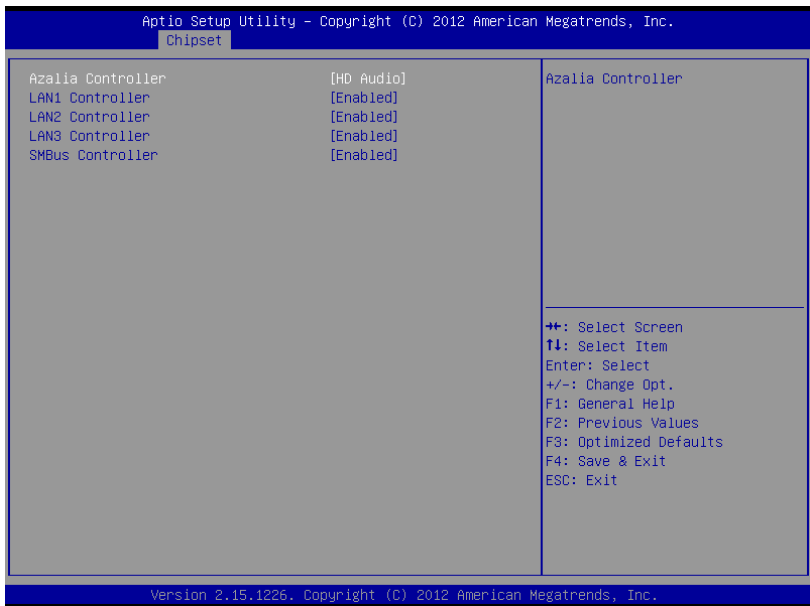 Aptio Setup Utility – Copyright (C) 2012 American Megatrends, Inc.
Chipset
Azalia Controller [HD Audio]
LAN1 Controller [Enabled]
LAN2 Controller [Enabled]
LAN3 Controller [Enabled]
SMBus Controller [Enabled]
Azalia Controller
→←: Select Screen
↑↓: Select Item
Enter: Select
+/-: Change Opt.
F1: General Help
F2: Previous Values
F3: Optimized Defaults
F4: Save & Exit
ESC: Exit
Version 2.15.1226. Copyright (C) 2012 American Megatrends, Inc.